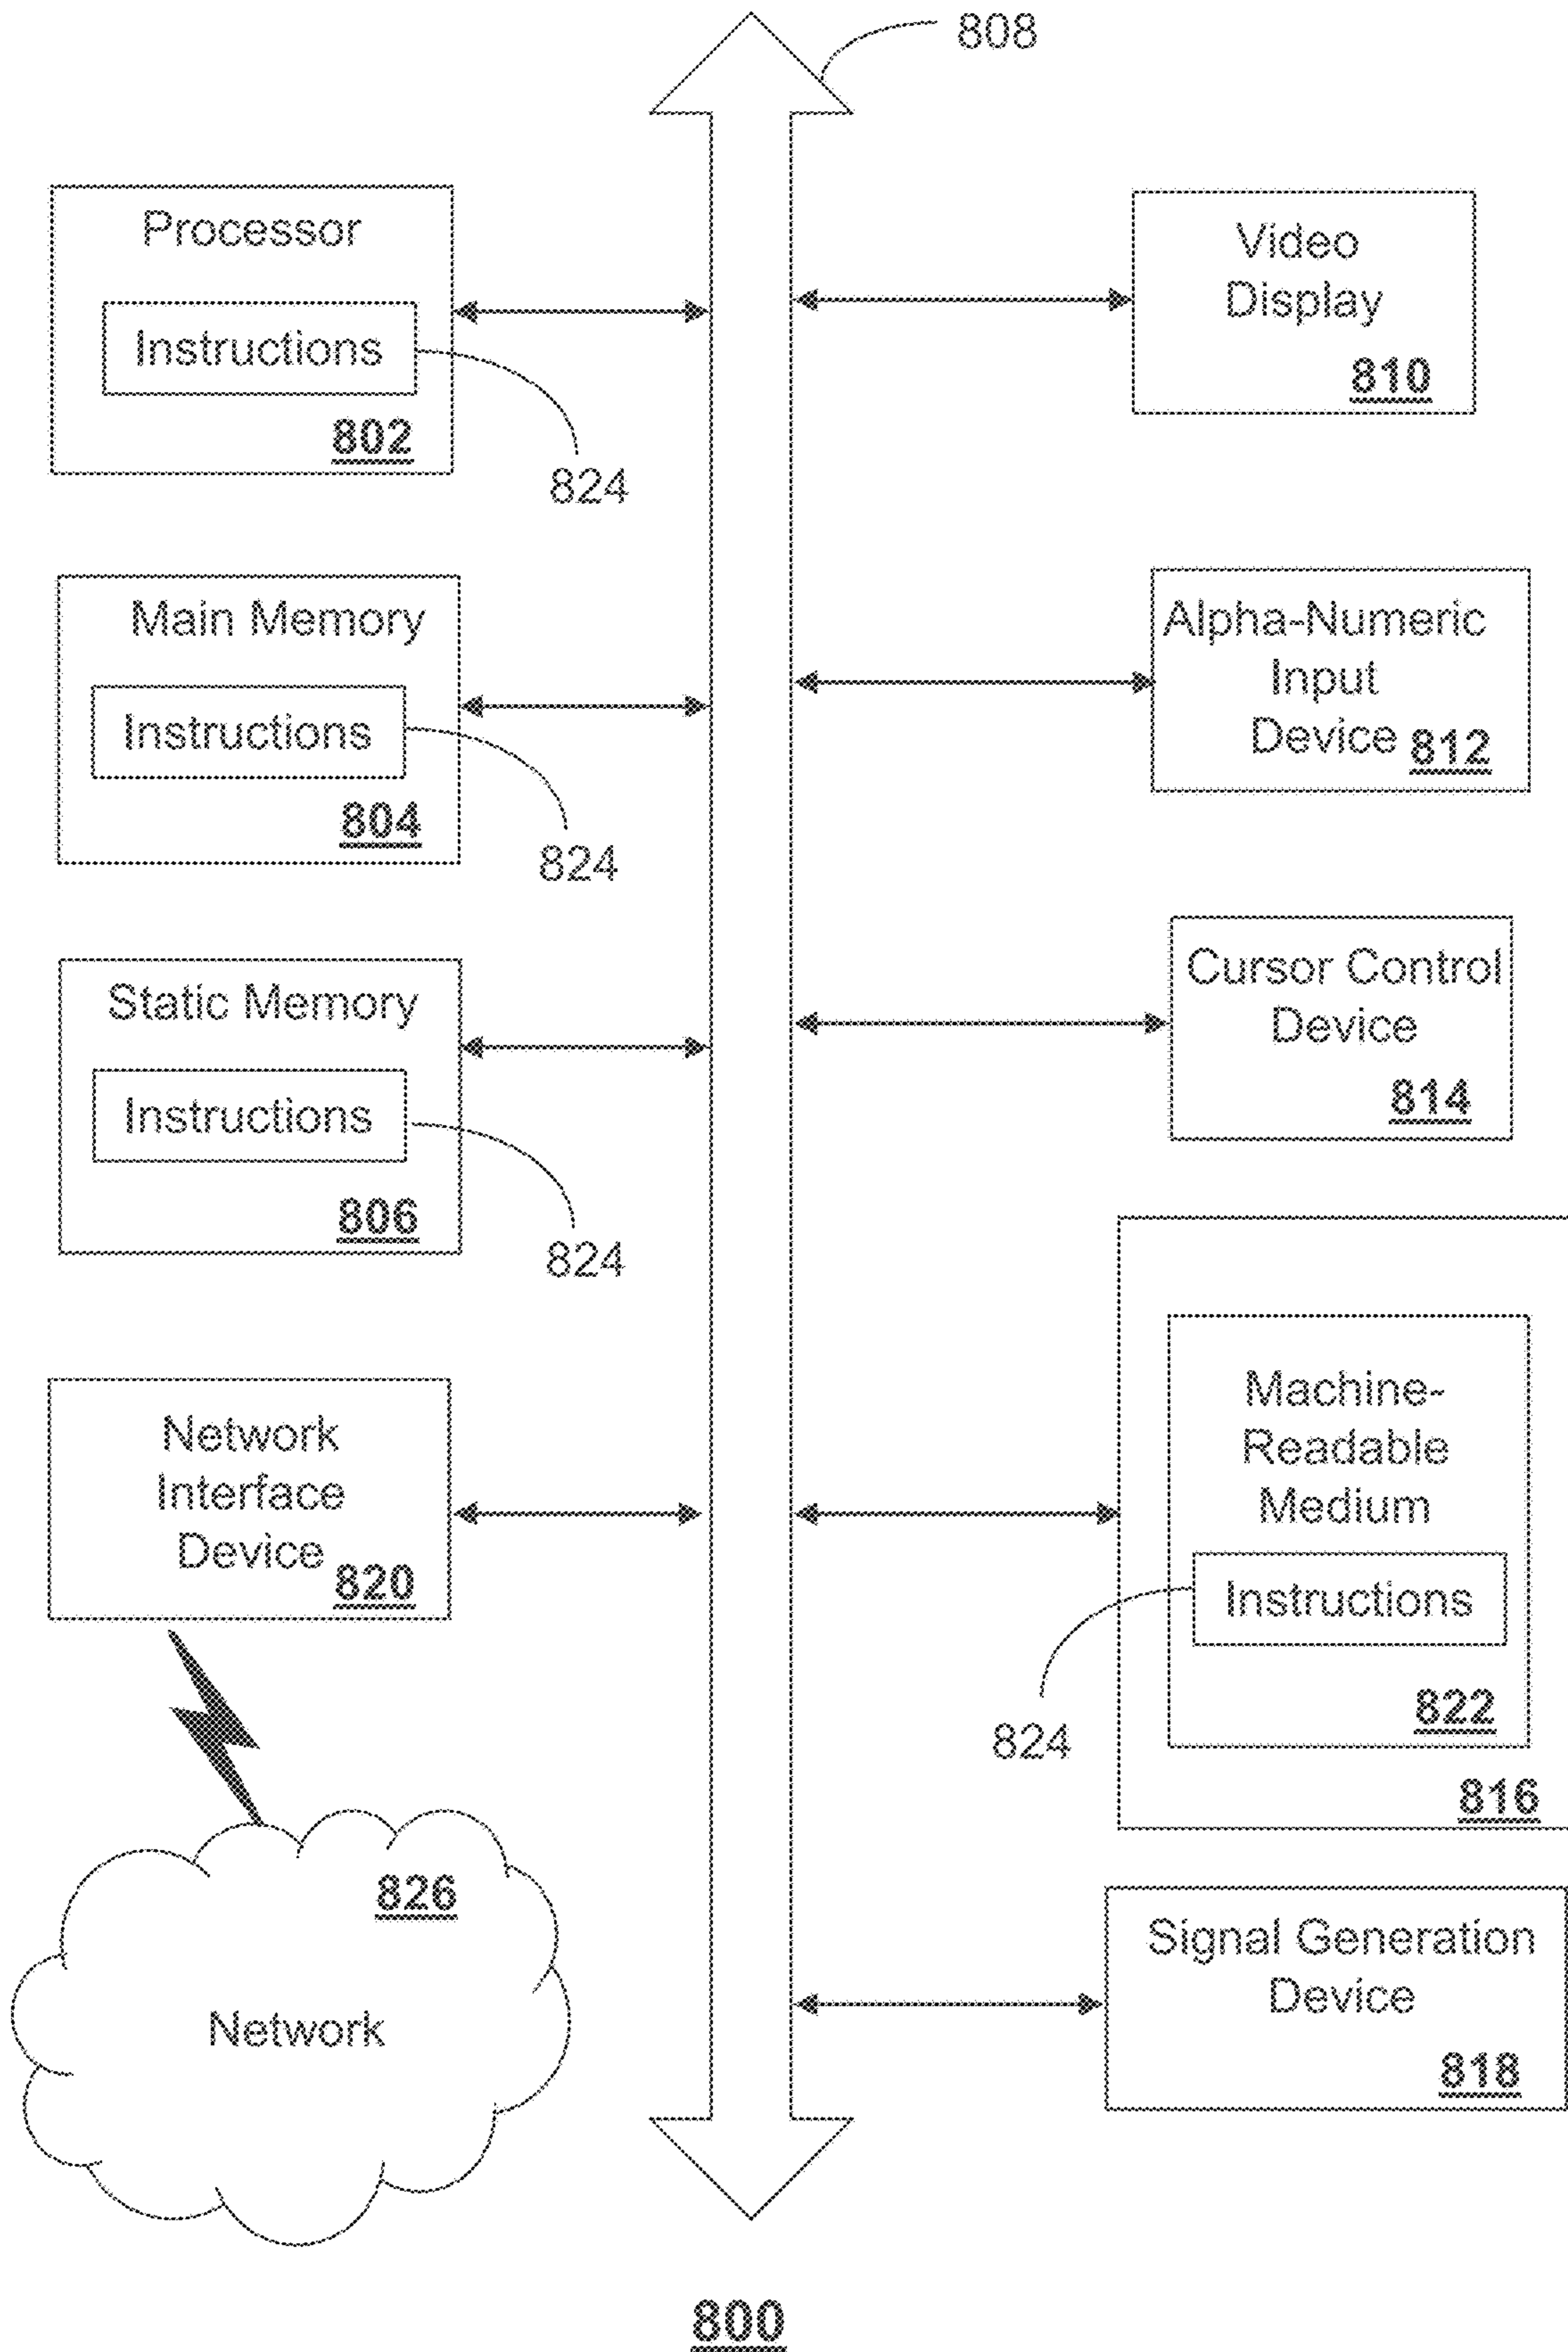 808
Processor
Instructions
802
824
Video
Display
810
Main Memory
Instructions
804
824
Alpha-Numeric
Input
Device 812
Static Memory
Instructions
806
824
Cursor Control
Device
814
Network
Interface
Device 820
Machine-
Readable
Medium
Instructions
822
824
816
826
Network
Signal Generation
Device
818
800